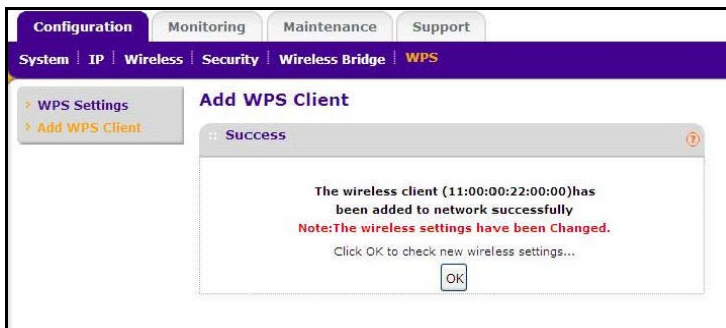 Configuration Monitoring Maintenance Support
System IP Wireless Security Wireless Bridge WPS
WPS Settings
Add WPS Client
Add WPS Client
Success ?
The wireless client (11:00:00:22:00:00)has
been added to network successfully
Note:The wireless settings have been Changed.
Click OK to check new wireless settings...
OK